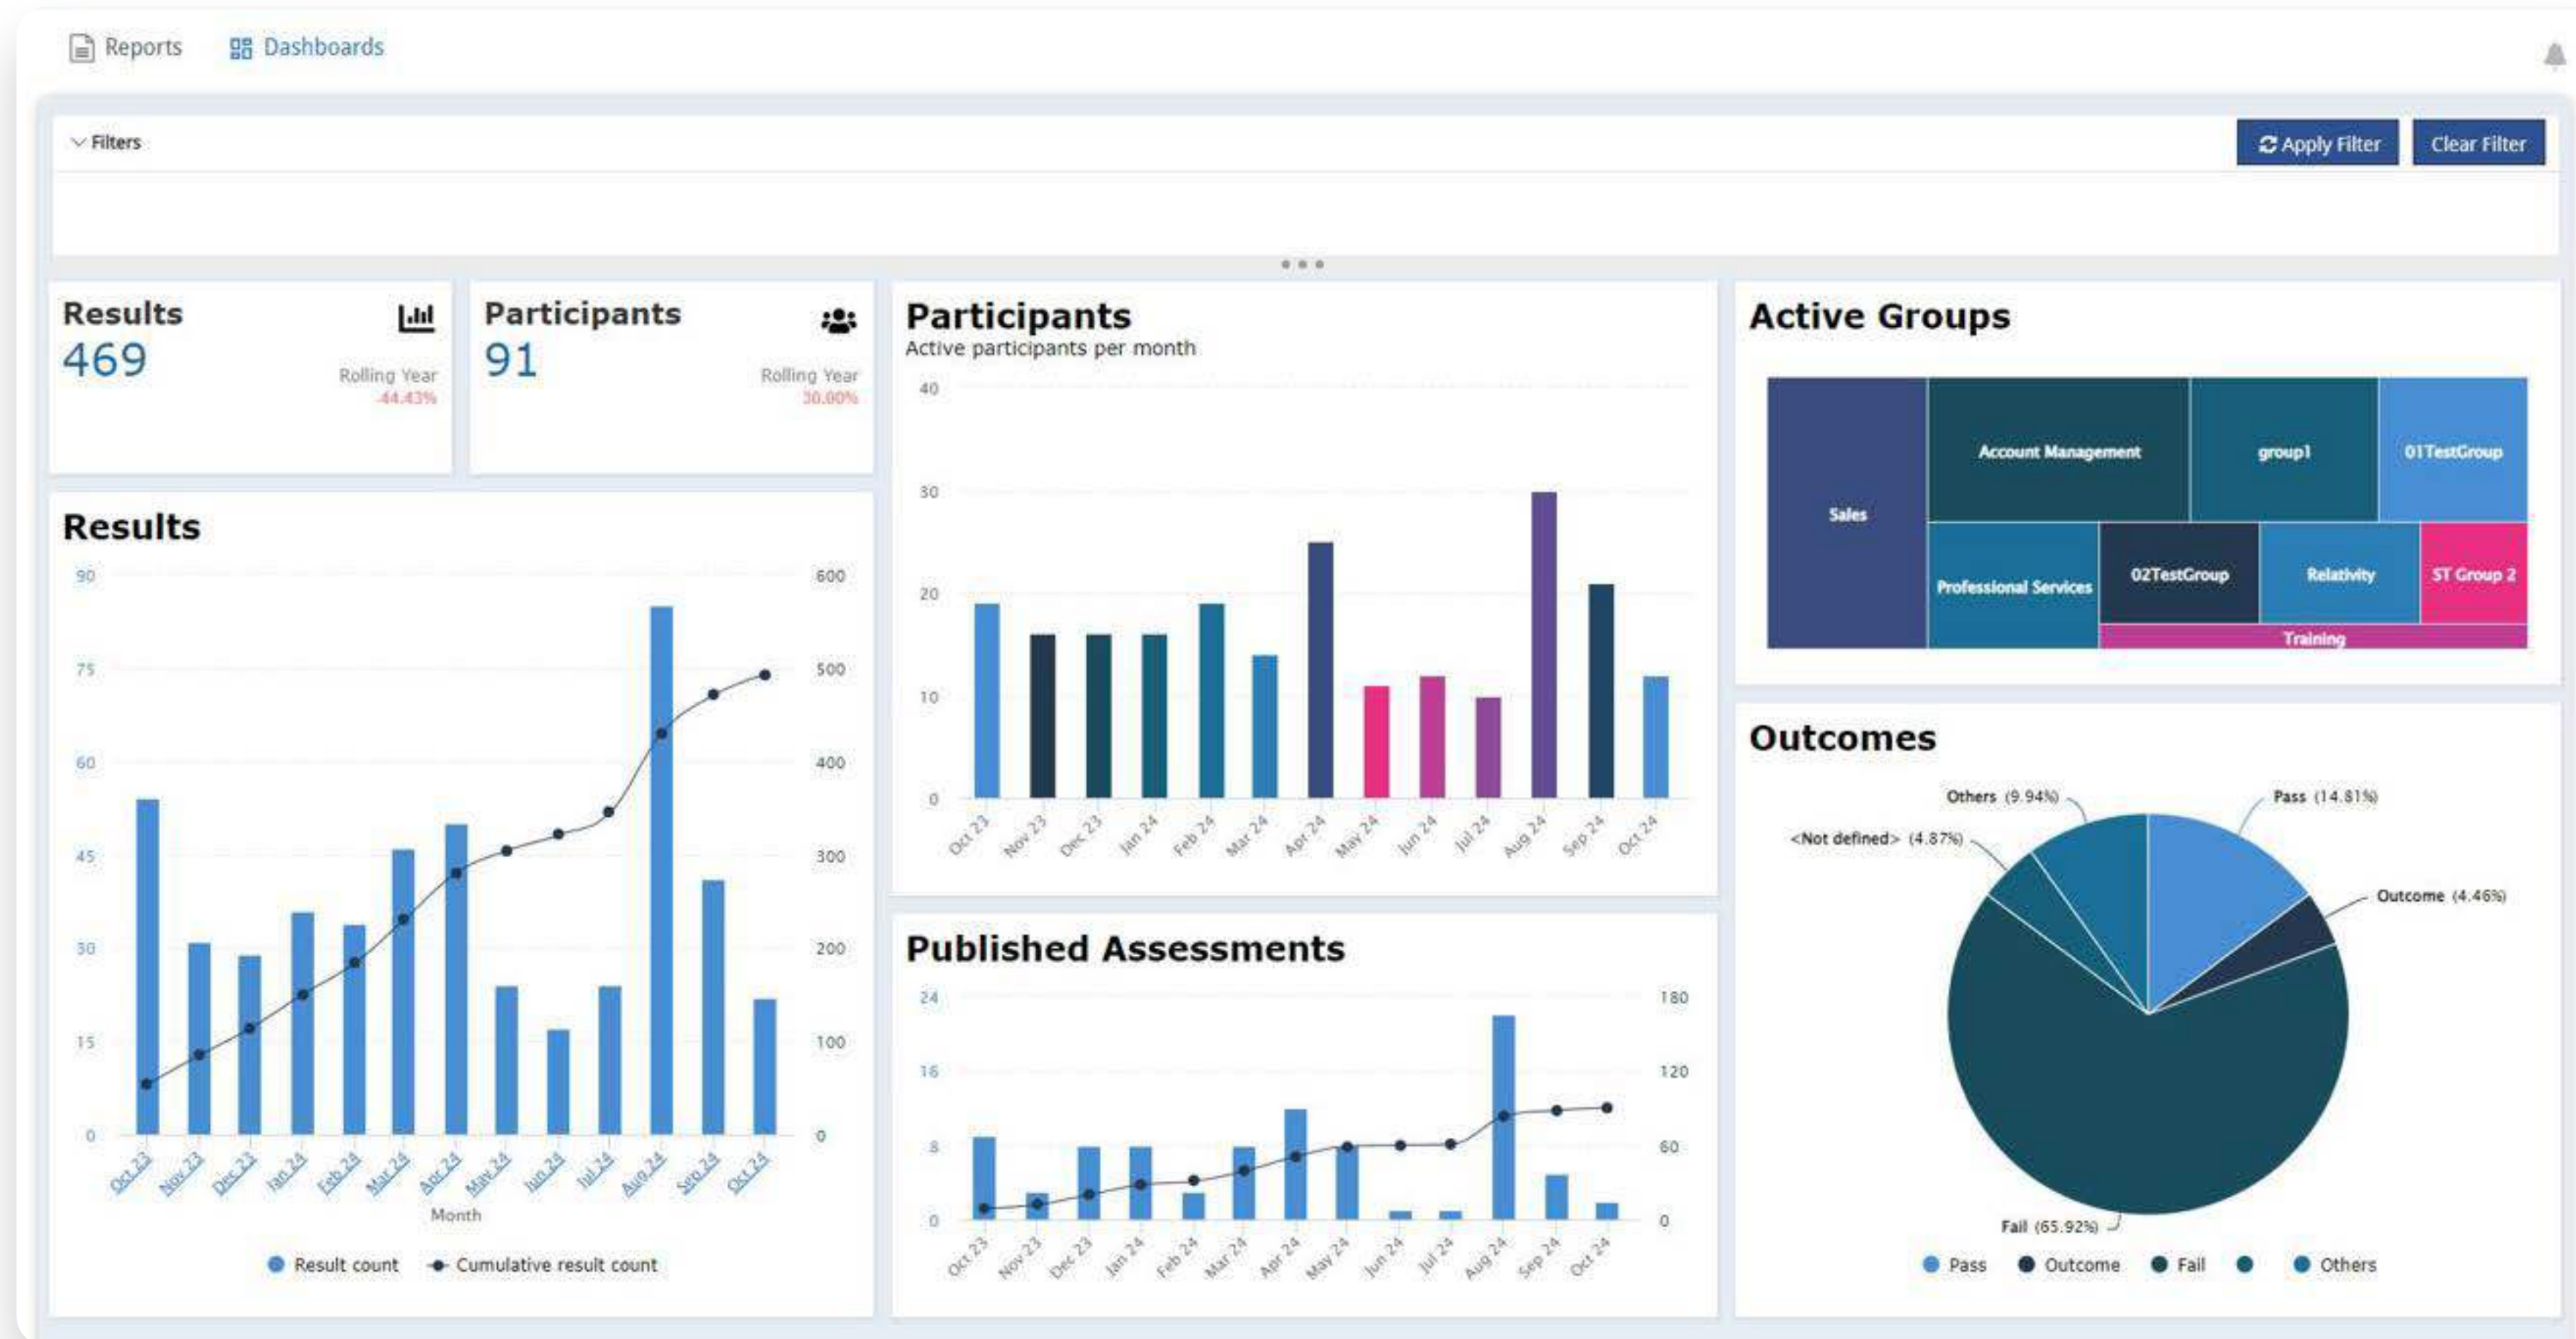 Reports
Dashboards
Filters
Apply Filter
Clear Filter
Results
469
Rolling Year
-44.43%
Participants
91
Rolling Year
30.00%
Results
90
75
60
45
30
15
0
600
500
400
300
200
100
0
Oct 23
Nov 23
Dec 23
Jan 24
Feb 24
Mar 24
Apr 24
May 24
Jun 24
Jul 24
Aug 24
Sep 24
Oct 24
Month
Result count
Cumulative result count
Participants
Active participants per month
40
30
20
10
0
Oct 23
Nov 23
Dec 23
Jan 24
Feb 24
Mar 24
Apr 24
May 24
Jun 24
Jul 24
Aug 24
Sep 24
Oct 24
Published Assessments
24
16
8
0
180
120
60
0
Oct 23
Nov 23
Dec 23
Jan 24
Feb 24
Mar 24
Apr 24
May 24
Jun 24
Jul 24
Aug 24
Sep 24
Oct 24
Active Groups
Sales
Account Management
group1
01TestGroup
Professional Services
02TestGroup
Relativity
ST Group 2
Training
Outcomes
Others (9.94%)
Pass (14.81%)
<Not defined> (4.87%)
Outcome (4.46%)
Fail (65.92%)
Pass
Outcome
Fail
Others